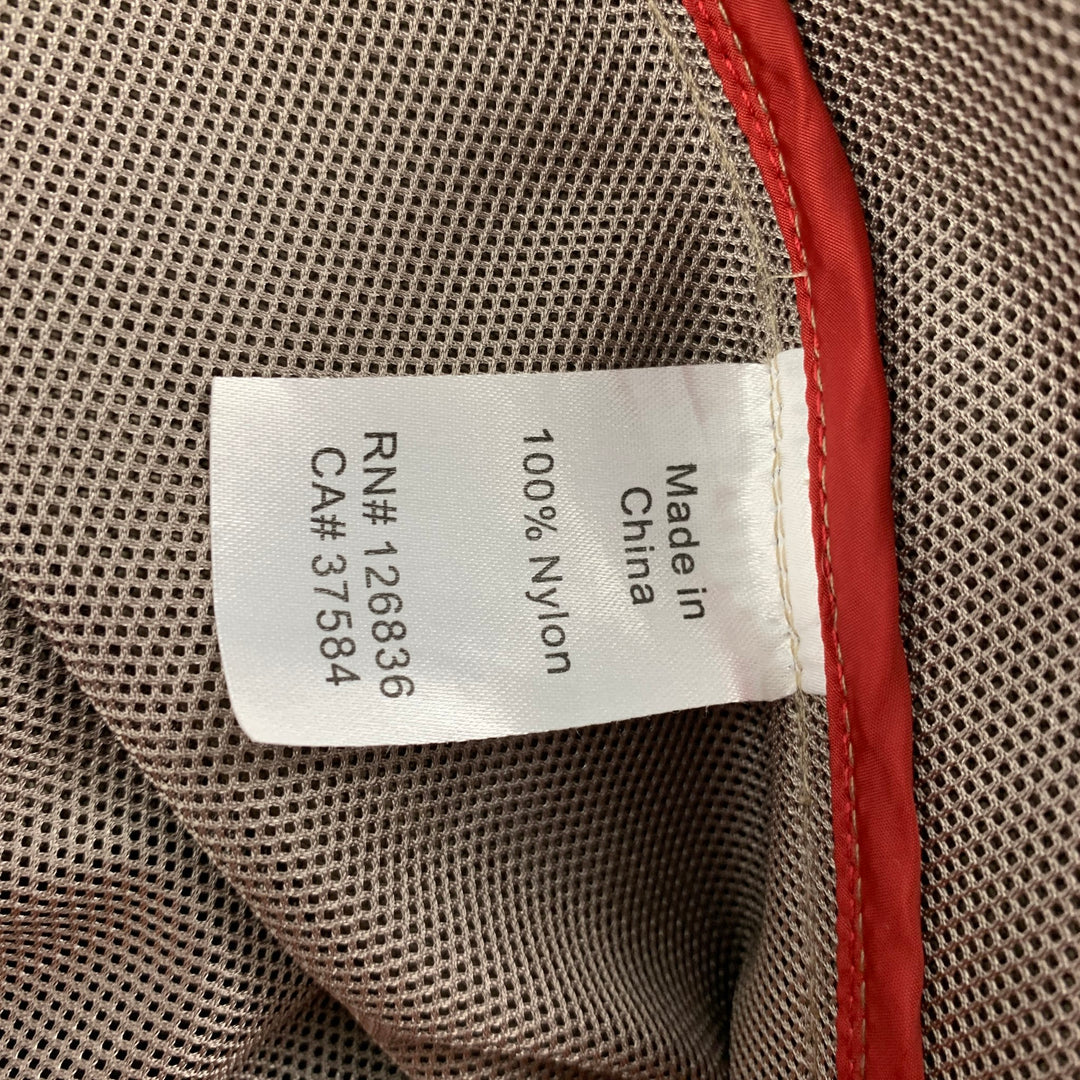 Made in
China
100% Nylon
RN# 126836
CA# 37584